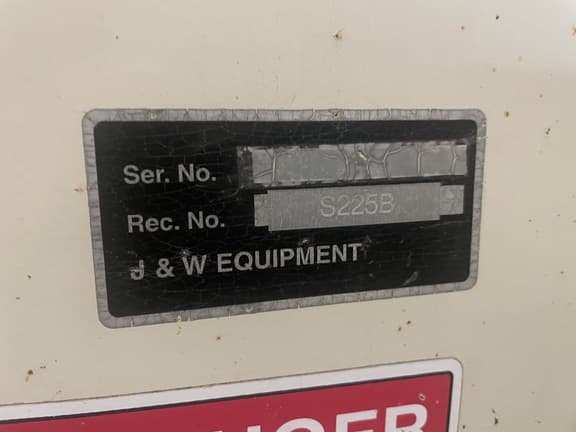 Ser. No.
Rec. No. S225B
J & W EQUIPMENT